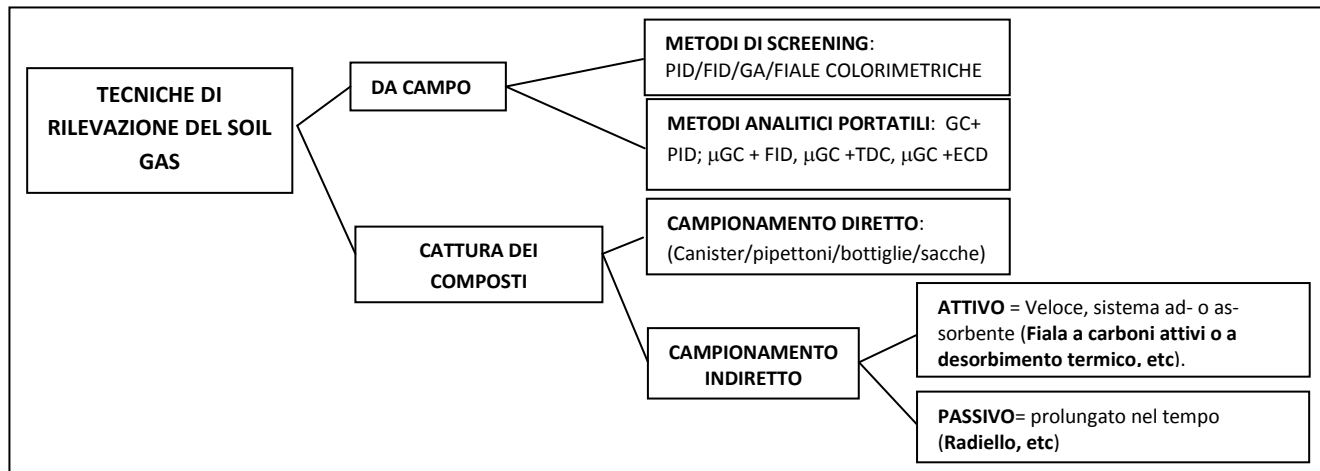 TECNICHE DI
RILEVAZIONE DEL SOIL
GAS
DA CAMPO
METODI DI SCREENING:
PID/FID/GA/FIALE COLORIMETRICHE
METODI ANALITICI PORTATILI: GC+
PID; μGC + FID, μGC +TDC, μGC +ECD
CATTURA DEI
COMPOSTI
CAMPIONAMENTO DIRETTO:
(Canister/pipettoni/bottiglie/sacche)
CAMPIONAMENTO
INDIRETTO
ATTIVO = Veloce, sistema ad- o as-
sorbente (Fiala a carboni attivi o a
desorbimento termico, etc).
PASSIVO= prolungato nel tempo
(Radiello, etc)